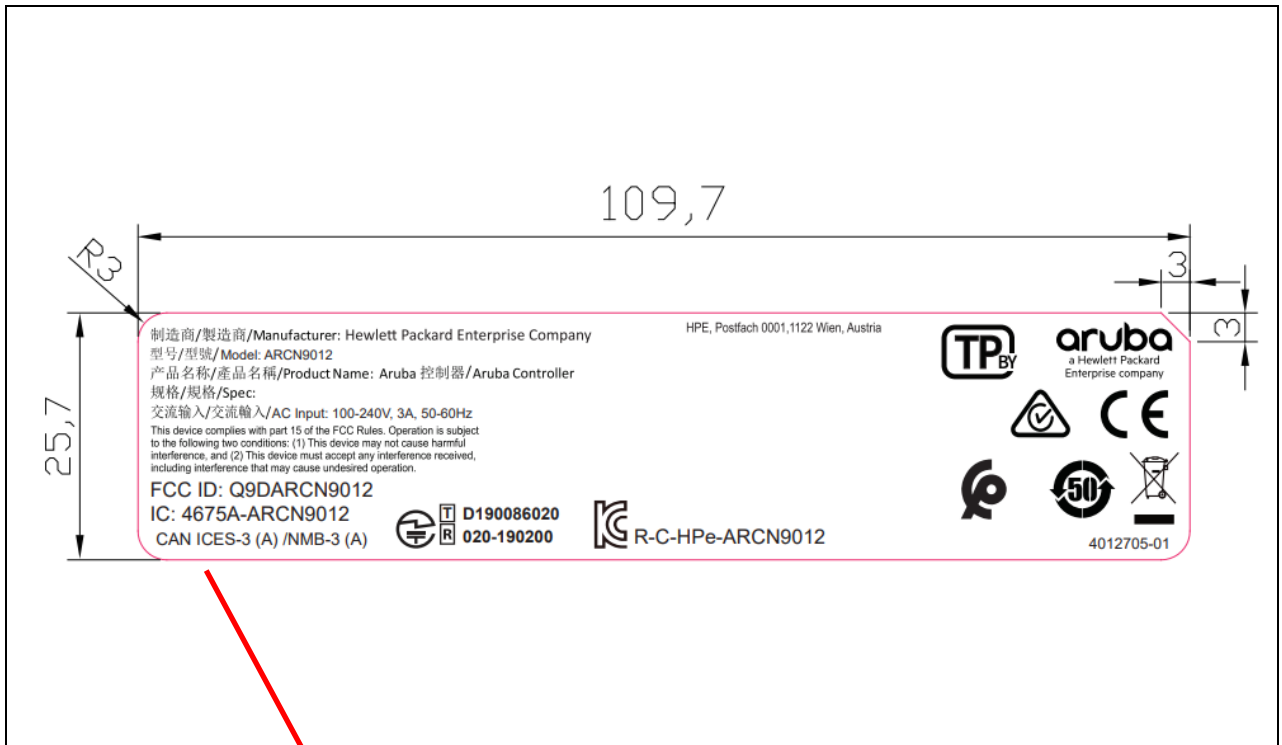 109,7
R3
3
3
25,7
制造商/製造商/Manufacturer: Hewlett Packard Enterprise Company
型号/型號/Model: ARCN9012
产品名称/產品名稱/Product Name: Aruba 控制器/Aruba Controller
规格/規格/Spec:
交流输入/交流輸入/AC Input: 100-240V, 3A, 50-60Hz
This device complies with part 15 of the FCC Rules. Operation is subject
to the following two conditions: (1) This device may not cause harmful
interference, and (2) This device must accept any interference received,
including interference that may cause undesired operation.
FCC ID: Q9DARCN9012
IC: 4675A-ARCN9012
CAN ICES-3 (A) /NMB-3 (A)
T D190086020
R 020-190200
R-C-HPe-ARCN9012
HPE, Postfach 0001,1122 Wien, Austria
TP BY
aruba
a Hewlett Packard
Enterprise company
CE
50
4012705-01